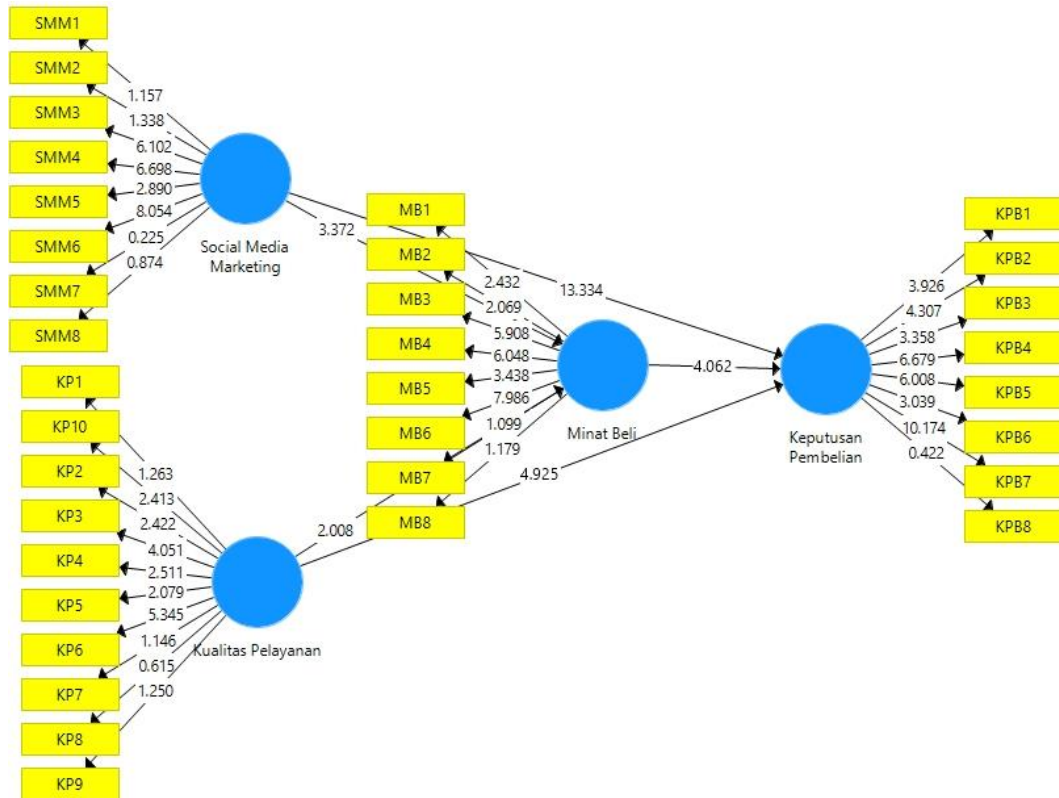 SMM1
SMM2
SMM3
SMM4
SMM5
SMM6
SMM7
SMM8
1.157
1.338
6.102
6.698
2.890
8.054
0.225
0.874
Social Media
Marketing
KP1
KP10
KP2
KP3
KP4
KP5
KP6
KP7
KP8
KP9
1.263
2.413
2.422
4.051
2.511
2.079
5.345
1.146
0.615
1.250
Kualitas Pelayanan
3.372
13.334
2.008
4.925
MB1
MB2
MB3
MB4
MB5
MB6
MB7
MB8
2.432
2.069
5.908
6.048
3.438
7.986
1.099
1.179
Minat Beli
4.062
Keputusan
Pembelian
3.926
4.307
3.358
6.679
6.008
3.039
10.174
0.422
KPB1
KPB2
KPB3
KPB4
KPB5
KPB6
KPB7
KPB8